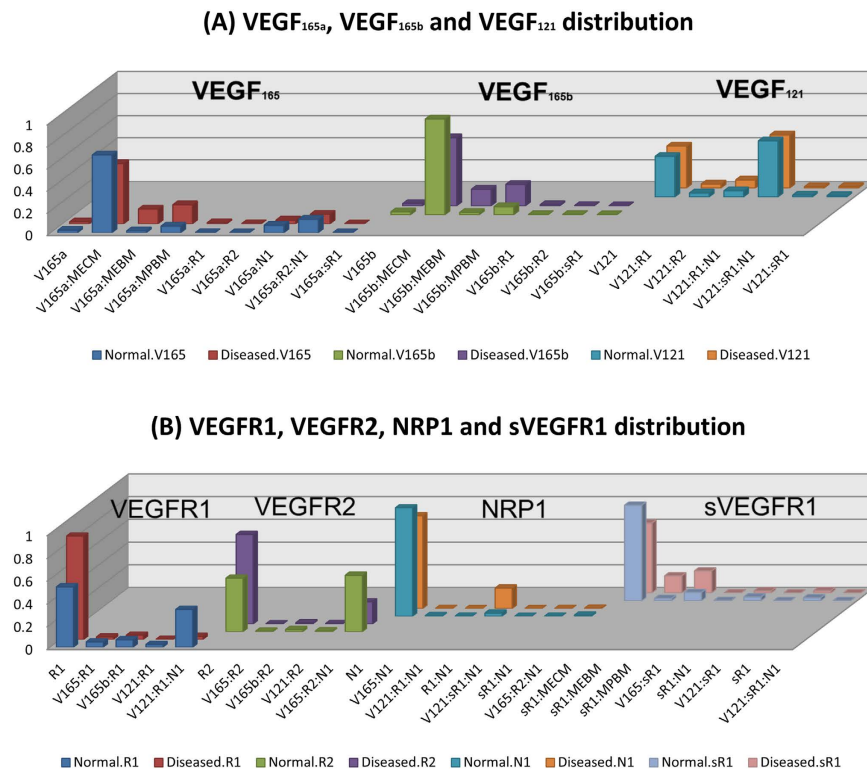 (A) VEGF165a, VEGF165b and VEGF121 distribution
VEGF165
VEGF165b
VEGF121
1
0.8
0.6
0.4
0.2
0
V165a
V165a:MECM
V165a:MEBM
V165a:MPBM
V165a:R1
V165a:R2
V165a:N1
V165a:R2:N1
V165a:sR1
V165b
V165b:MECM
V165b:MEBM
V165b:MPBM
V165b:R1
V165b:R2
V165b:sR1
V121
V121:R1
V121:R2
V121:R1:N1
V121:sR1:N1
V121:sR1
Normal.V165 Diseased.V165 Normal.V165b Diseased.V165b Normal.V121 Diseased.V121
(B) VEGFR1, VEGFR2, NRP1 and sVEGFR1 distribution
VEGFR1
VEGFR2
NRP1
sVEGFR1
1
0.8
0.6
0.4
0.2
0
R1
V165:R1
V165b:R1
V121:R1
V121:R1:N1
R2
V165:R2
V165b:R2
V121:R2
V165:R2:N1
N1
V165:N1
V121:R1:N1
R1:N1
V121:sR1:N1
sR1:N1
V165:R2:N1
sR1:MECM
sR1:MEBM
sR1:MPBM
V165:sR1
sR1:N1
V121:sR1
sR1
V121:sR1:N1
Normal.R1 Diseased.R1 Normal.R2 Diseased.R2 Normal.N1 Diseased.N1 Normal.sR1 Diseased.sR1